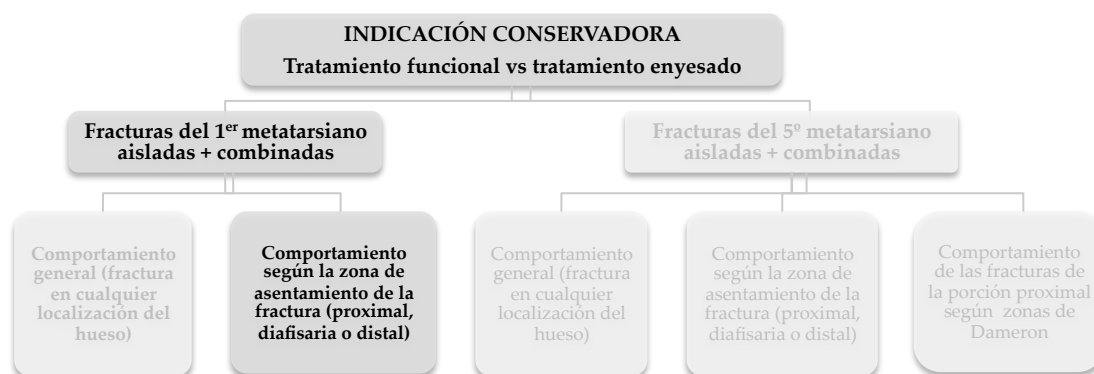 INDICACIÓN CONSERVADORA
Tratamiento funcional vs tratamiento enyesado
Fracturas del 1er metatarsiano
aisladas + combinadas
Fracturas del 5º metatarsiano
aisladas + combinadas
Comportamiento
general (fractura
en cualquier
localización del
hueso)
Comportamiento
según la zona de
asentamiento de la
fractura (proximal,
diafisaria o distal)
Comportamiento
general (fractura
en cualquier
localización del
hueso)
Comportamiento
según la zona de
asentamiento de la
fractura (proximal,
diafisaria o distal)
Comportamiento
de las fracturas de
la porción proximal
según zonas de
Dameron